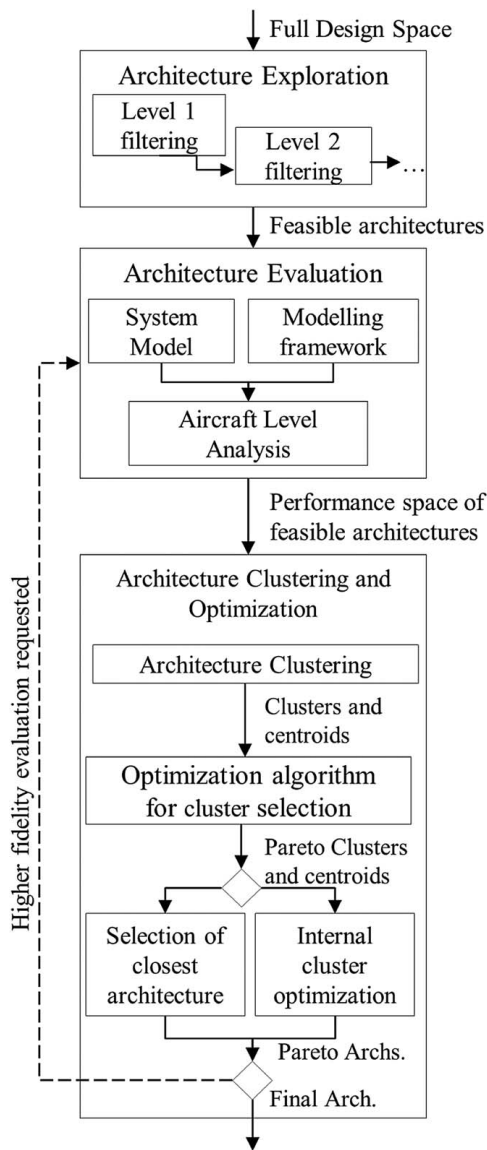 Full Design Space
Architecture Exploration
Level 1
filtering
Level 2
filtering
...
Feasible architectures
Architecture Evaluation
System
Model
Modelling
framework
Aircraft Level
Analysis
Performance space of
feasible architectures
Higher fidelity evaluation requested
Architecture Clustering and
Optimization
Architecture Clustering
Clusters and
centroids
Optimization algorithm
for cluster selection
Pareto Clusters
and centroids
Selection of
closest
architecture
Internal
cluster
optimization
Pareto Archs.
Final Arch.